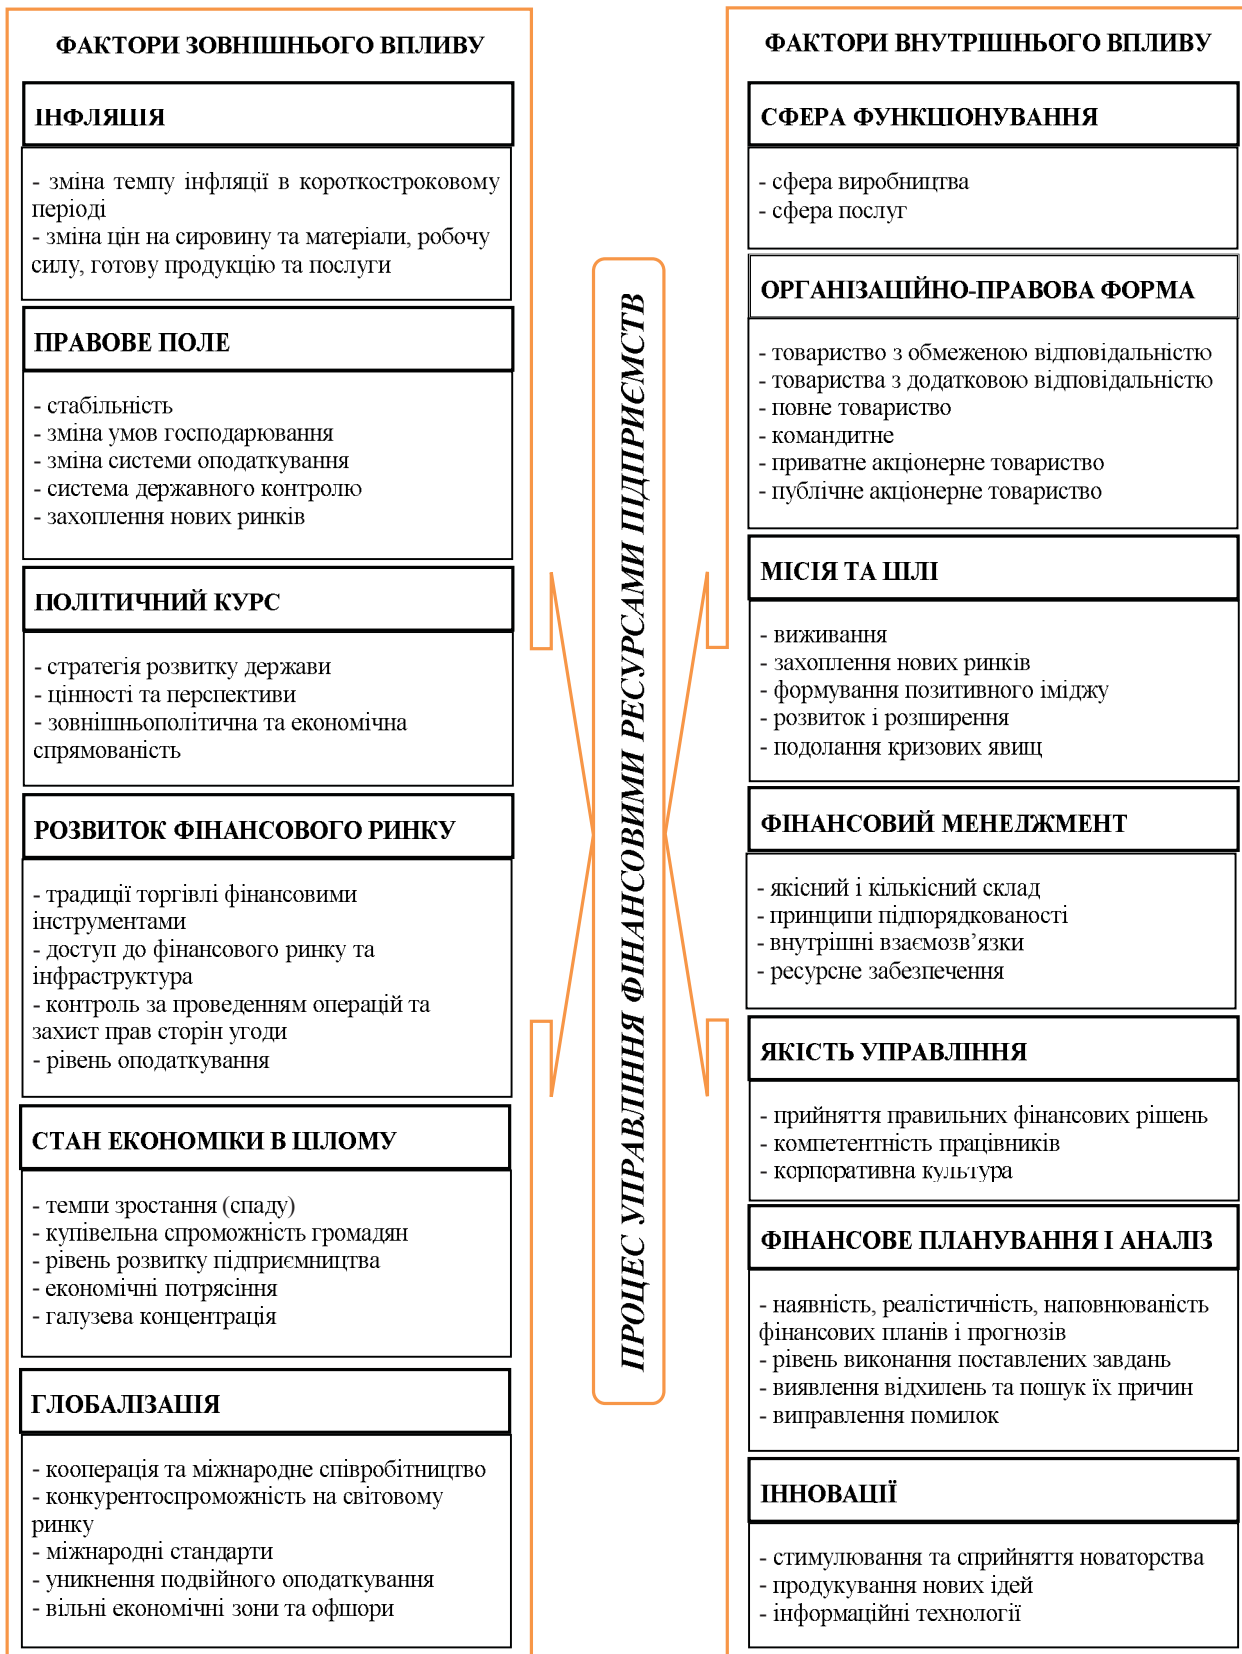 ФАКТОРИ ЗОВНІШНЬОГО ВПЛИВУ
ІНФЛЯЦІЯ
- зміна темпу інфляції в короткостроковому
періоді
- зміна цін на сировину та матеріали, робочу
силу, готову продукцію та послуги
ПРАВОВЕ ПОЛЕ
- стабільність
- зміна умов господарювання
- зміна системи оподаткування
- система державного контролю
- захоплення нових ринків
ПОЛІТИЧНИЙ КУРС
- стратегія розвитку держави
- цінності та перспективи
- зовнішньополітична та економічна
спрямованість
РОЗВИТОК ФІНАНСОВОГО РИНКУ
- традиції торгівлі фінансовими
інструментами
- доступ до фінансового ринку та
інфраструктура
- контроль за проведенням операцій та
захист прав сторін угоди
- рівень оподаткування
СТАН ЕКОНОМІКИ В ЦІЛОМУ
- темпи зростання (спаду)
- купівельна спроможність громадян
- рівень розвитку підприємництва
- економічні потрясіння
- галузева концентрація
ГЛОБАЛІЗАЦІЯ
- кооперація та міжнародне співробітництво
- конкурентоспроможність на світовому
ринку
- міжнародні стандарти
- уникнення подвійного оподаткування
- вільні економічні зони та офшори
ПРОЦЕС УПРАВЛІННЯ ФІНАНСОВИМИ РЕСУРСАМИ ПІДПРИЄМСТВ
ФАКТОРИ ВНУТРІШНЬОГО ВПЛИВУ
СФЕРА ФУНКЦІОНУВАННЯ
- сфера виробництва
- сфера послуг
ОРГАНІЗАЦІЙНО-ПРАВОВА ФОРМА
- товариство з обмеженою відповідальністю
- товариства з додатковою відповідальністю
- повне товариство
- командитне
- приватне акціонерне товариство
- публічне акціонерне товариство
МІСІЯ ТА ЦІЛІ
- виживання
- захоплення нових ринків
- формування позитивного іміджу
- розвиток і розширення
- подолання кризових явищ
ФІНАНСОВИЙ МЕНЕДЖМЕНТ
- якісний і кількісний склад
- принципи підпорядкованості
- внутрішні взаємозв’язки
- ресурсне забезпечення
ЯКІСТЬ УПРАВЛІННЯ
- прийняття правильних фінансових рішень
- компетентність працівників
- корпоративна культура
ФІНАНСОВЕ ПЛАНУВАННЯ І АНАЛІЗ
- наявність, реалістичність, наповнюваність
фінансових планів і прогнозів
- рівень виконання поставлених завдань
- виявлення відхилень та пошук їх причин
- виправлення помилок
ІННОВАЦІЇ
- стимулювання та сприйняття новаторства
- продукування нових ідей
- інформаційні технології